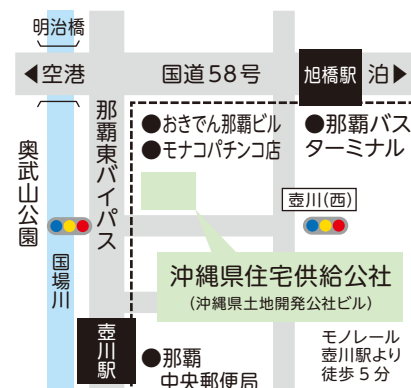 明治橋
◀空港
国道58号
旭橋駅
泊▶
那覇東バイパス
●おきでん那覇ビル
●モナコパチンコ店
●那覇バス
ターミナル
奥武山公園
壺川(西)
国場川
沖縄県住宅供給公社
(沖縄県土地開発公社ビル)
壺川駅
●那覇
中央郵便局
モノレール
壺川駅より
徒歩5分